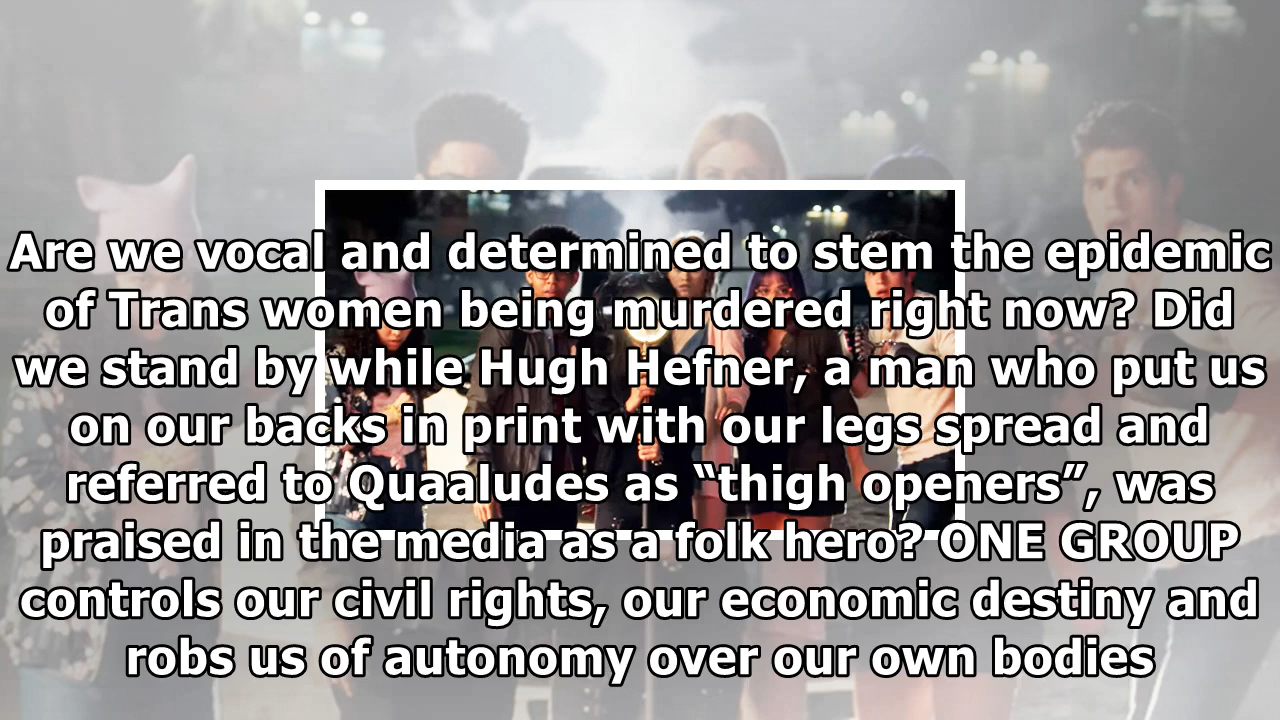 Are we vocal and determined to stem the epidemic
of Trans women being murdered right now? Did
we stand by while Hugh Hefner, a man who put us
on our backs in print with our legs spread and
referred to Quaaludes as “thigh openers”, was
praised in the media as a folk hero? ONE GROUP
controls our civil rights, our economic destiny and
robs us of autonomy over our own bodies